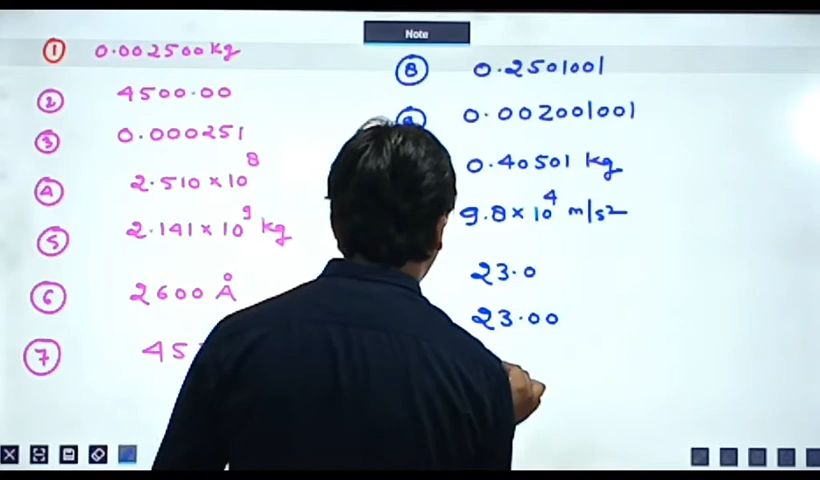 Note
① 0.002500 kg
② 4500.00
③ 0.000251
④ 2.510 × 10⁸
⑤ 2.141 × 10⁹ kg
⑥ 2600 Å
⑦ 45
⑧ 0.2501001
0.002001001
0.40501 kg
9.8 × 10⁴ m/s²
23.0
23.00